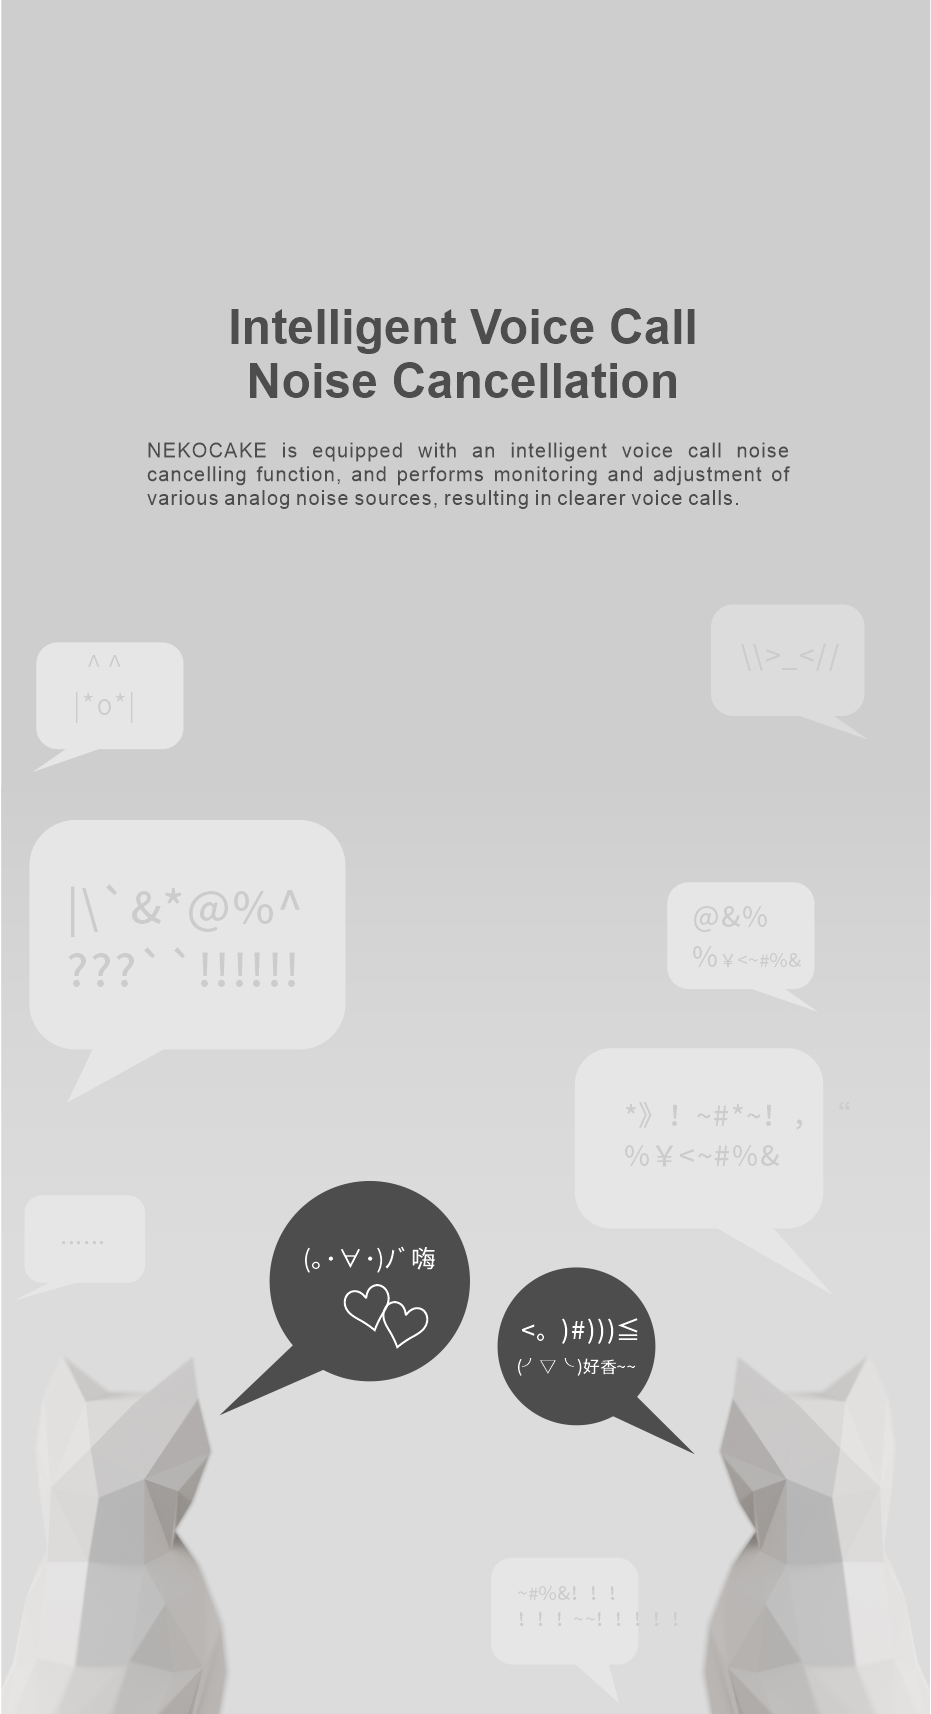 Intelligent Voice Call
Noise Cancellation
NEKOCAKE is equipped with an intelligent voice call noise
cancelling function, and performs monitoring and adjustment of
various analog noise sources, resulting in clearer voice calls.
^ ^
|*o*|
\\>_<//
|\`&*@%^
???``!!!!!!
@&%
%￥<~#%&
*》！~#*~!，“
%￥<~#%&
......
(。･∀･)ﾉﾞ嗨
<。)#)))≦
(╯▽╰)好香~~
~#%&!！！
！！！~~!！！！！